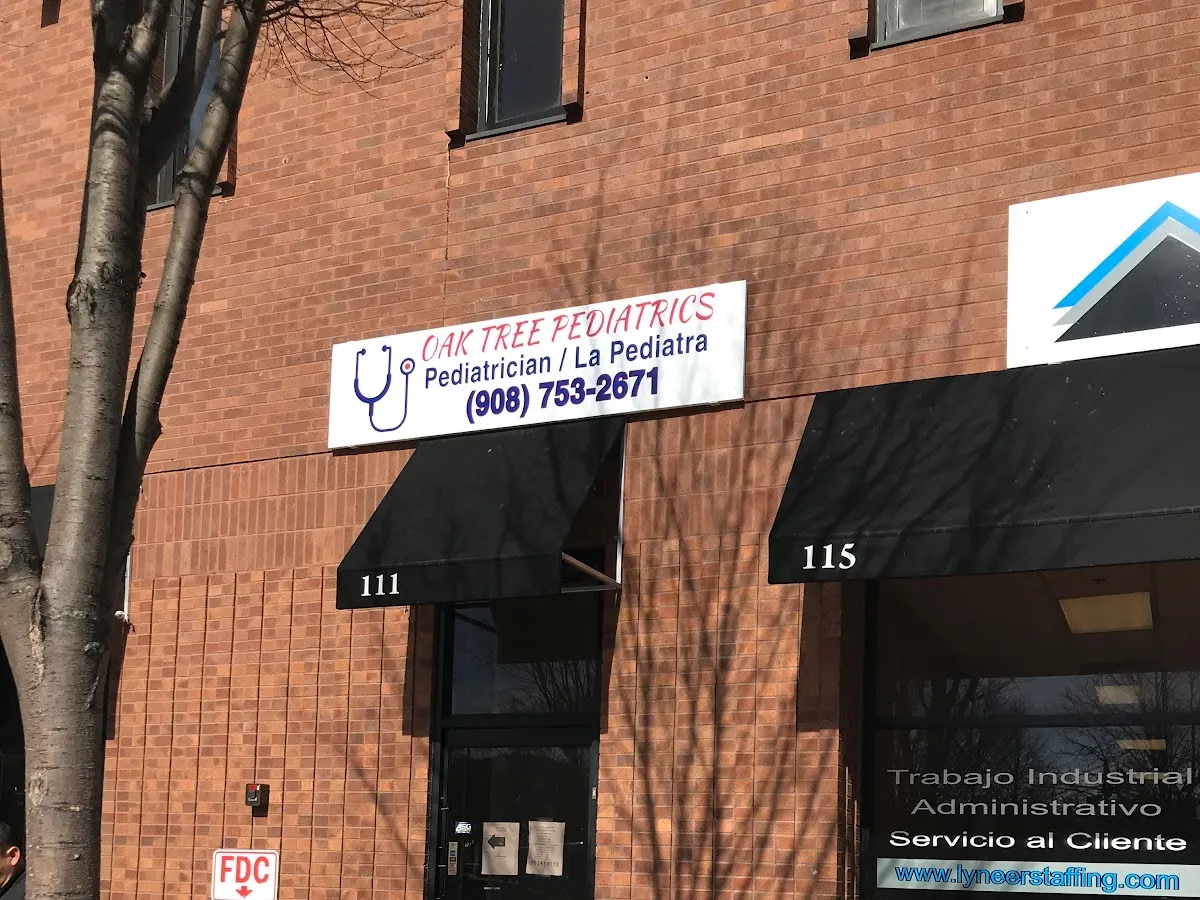 OAK TREE PEDIATRICS
Pediatrician / La Pediatra
(908) 753-2671
111
115
Trabajo Industrial
Administrativo
Servicio al Cliente
www.lyneerstaffing.com
FDC